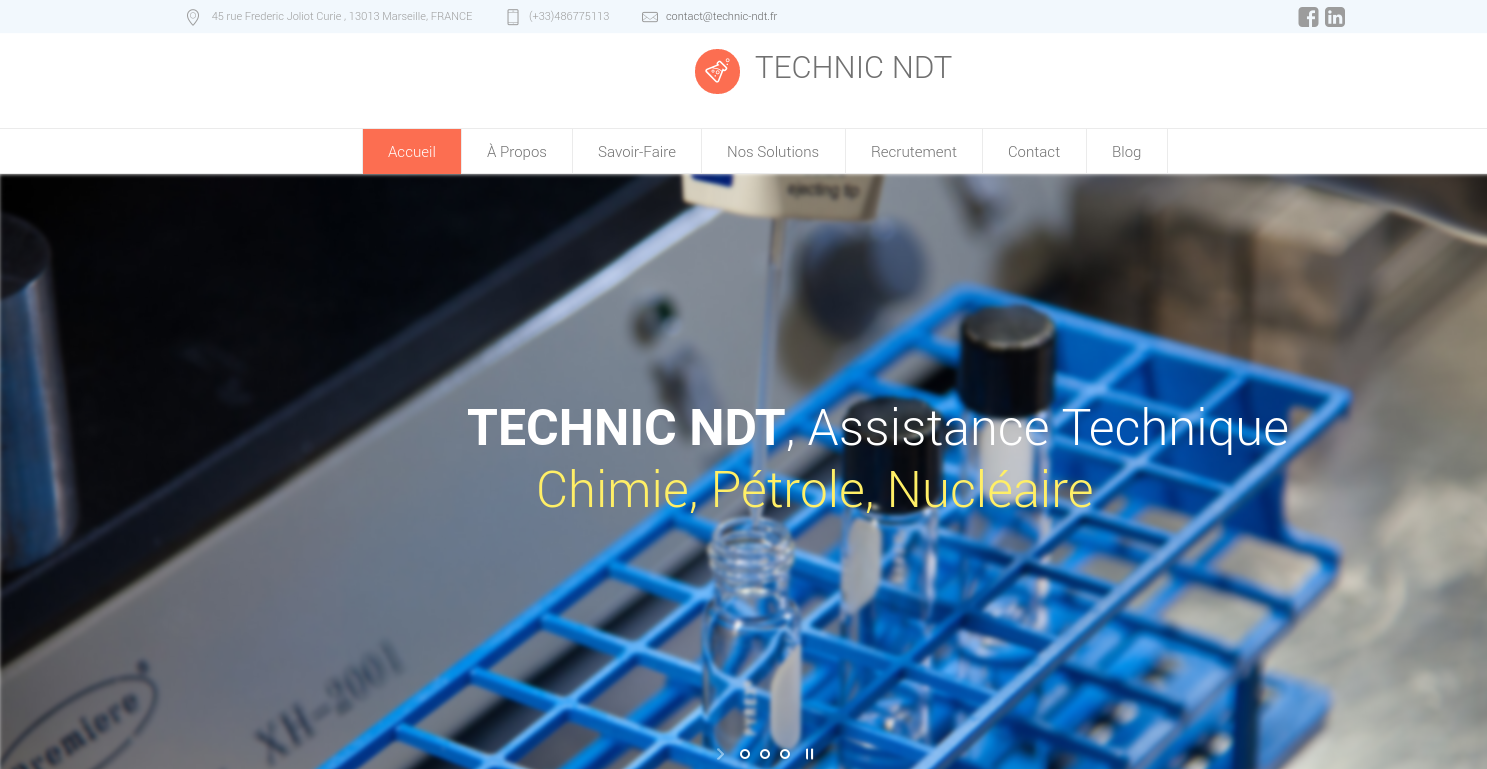 45 rue Frederic Joliot Curie , 13013 Marseille, FRANCE
(+33)486775113
contact@technic-ndt.fr
TECHNIC NDT
Accueil
À Propos
Savoir-Faire
Nos Solutions
Recrutement
Contact
Blog
ejecting tip
TECHNIC NDT, Assistance Technique
Chimie, Pétrole, Nucléaire
Premiere
XH-2001
PYREX